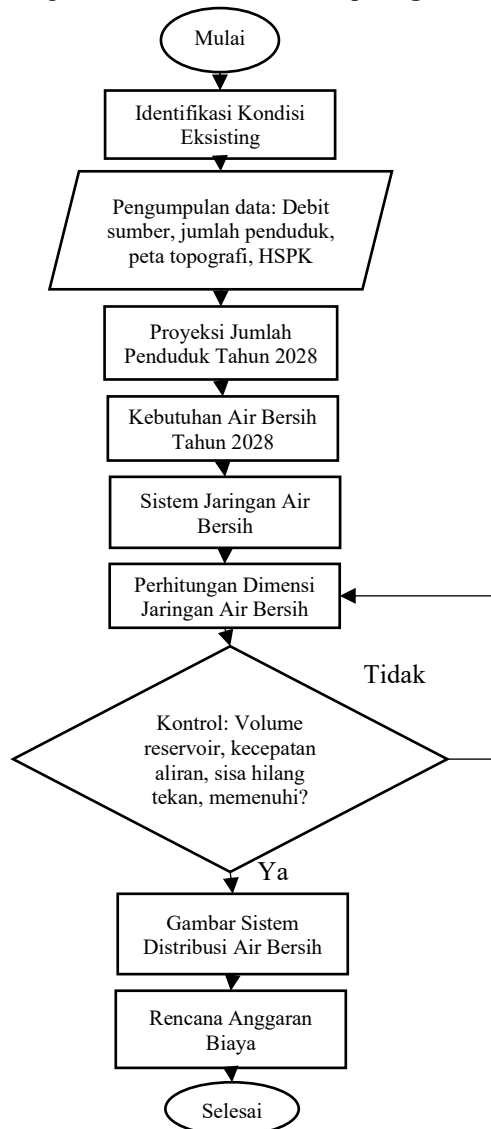 Mulai
Identifikasi Kondisi
Eksisting
Pengumpulan data: Debit
sumber, jumlah penduduk,
peta topografi, HSPK
Proyeksi Jumlah
Penduduk Tahun 2028
Kebutuhan Air Bersih
Tahun 2028
Sistem Jaringan Air
Bersih
Perhitungan Dimensi
Jaringan Air Bersih
Tidak
Kontrol: Volume
reservoir, kecepatan
aliran, sisa hilang
tekan, memenuhi?
Ya
Gambar Sistem
Distribusi Air Bersih
Rencana Anggaran
Biaya
Selesai